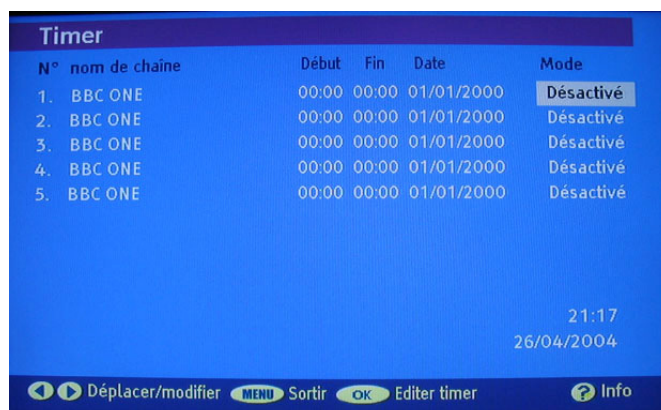 Timer
N° nom de chaîne Début Fin Date Mode
1. BBC ONE 00:00 00:00 01/01/2000 Désactivé
2. BBC ONE 00:00 00:00 01/01/2000 Désactivé
3. BBC ONE 00:00 00:00 01/01/2000 Désactivé
4. BBC ONE 00:00 00:00 01/01/2000 Désactivé
5. BBC ONE 00:00 00:00 01/01/2000 Désactivé
21:17
26/04/2004
Déplacer/modifier MENU Sortir OK Editer timer ? Info